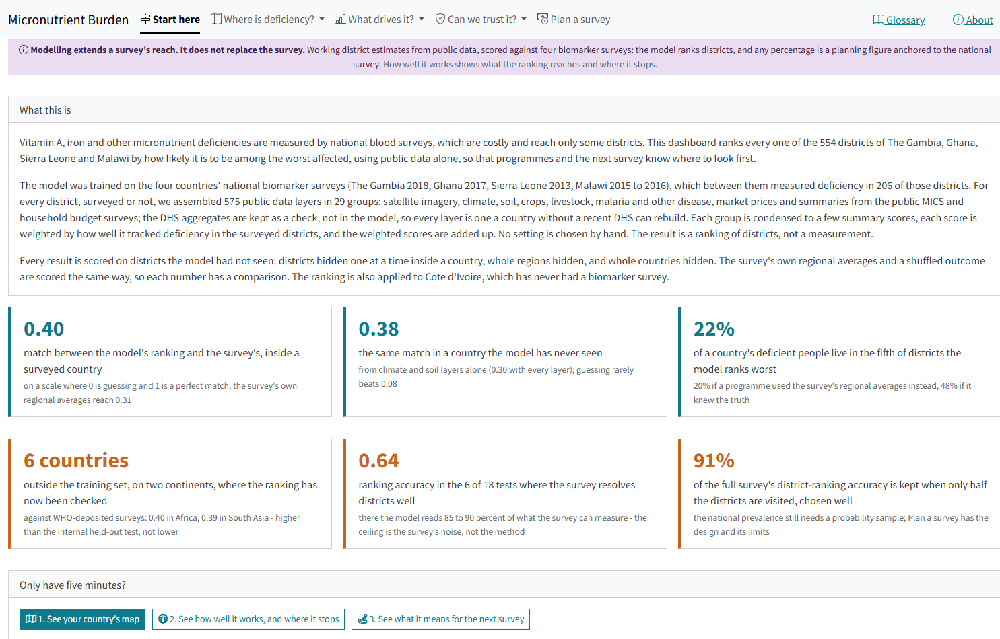 Micronutrient Burden Start here Where is deficiency? What drives it? Can we trust it? Plan a survey Glossary About
Modelling extends a survey's reach. It does not replace the survey. Working district estimates from public data, scored against four biomarker surveys: the model ranks districts, and any percentage is a planning figure anchored to the national
survey. How well it works shows what the ranking reaches and where it stops.
What this is
Vitamin A, iron and other micronutrient deficiencies are measured by national blood surveys, which are costly and reach only some districts. This dashboard ranks every one of the 554 districts of The Gambia, Ghana,
Sierra Leone and Malawi by how likely it is to be among the worst affected, using public data alone, so that programmes and the next survey know where to look first.
The model was trained on the four countries' national biomarker surveys (The Gambia 2018, Ghana 2017, Sierra Leone 2013, Malawi 2015 to 2016), which between them measured deficiency in 206 of those districts. For
every district, surveyed or not, we assembled 575 public data layers in 29 groups: satellite imagery, climate, soil, crops, livestock, malaria and other disease, market prices and summaries from the public MICS and
household budget surveys; the DHS aggregates are kept as a check, not in the model, so every layer is one a country without a recent DHS can rebuild. Each group is condensed to a few summary scores, each score is
weighted by how well it tracked deficiency in the surveyed districts, and the weighted scores are added up. No setting is chosen by hand. The result is a ranking of districts, not a measurement.
Every result is scored on districts the model had not seen: districts hidden one at a time inside a country, whole regions hidden, and whole countries hidden. The survey's own regional averages and a shuffled outcome
are scored the same way, so each number has a comparison. The ranking is also applied to Cote d'Ivoire, which has never had a biomarker survey.
0.40
match between the model's ranking and the survey's, inside a
surveyed country
on a scale where 0 is guessing and 1 is a perfect match; the survey's own
regional averages reach 0.31
0.38
the same match in a country the model has never seen
from climate and soil layers alone (0.30 with every layer); guessing rarely
beats 0.08
22%
of a country's deficient people live in the fifth of districts the
model ranks worst
20% if a programme used the survey's regional averages instead, 48% if it
knew the truth
6 countries
outside the training set, on two continents, where the ranking has
now been checked
against WHO-deposited surveys: 0.40 in Africa, 0.39 in South Asia - higher
than the internal held-out test, not lower
0.64
ranking accuracy in the 6 of 18 tests where the survey resolves
districts well
there the model reads 85 to 90 percent of what the survey can measure - the
ceiling is the survey's noise, not the method
91%
of the full survey's district-ranking accuracy is kept when only half
the districts are visited, chosen well
the national prevalence still needs a probability sample; Plan a survey has the
design and its limits
Only have five minutes?
1. See your country's map
2. See how well it works, and where it stops
3. See what it means for the next survey